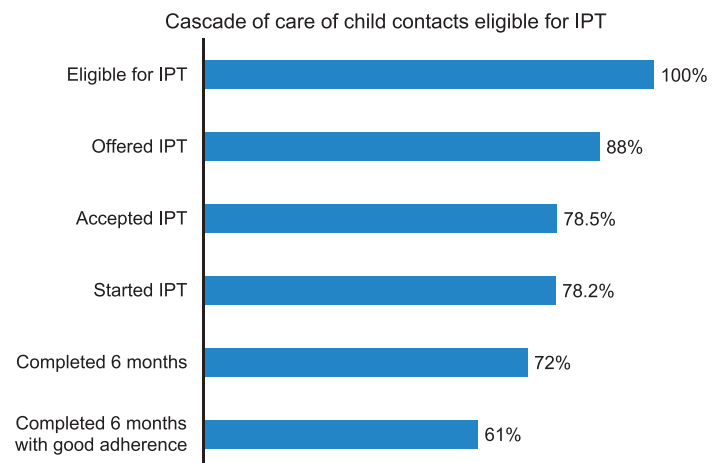 Cascade of care of child contacts eligible for IPT
Eligible for IPT
100%
Offered IPT
88%
Accepted IPT
78.5%
Started IPT
78.2%
Completed 6 months
72%
Completed 6 months
with good adherence
61%